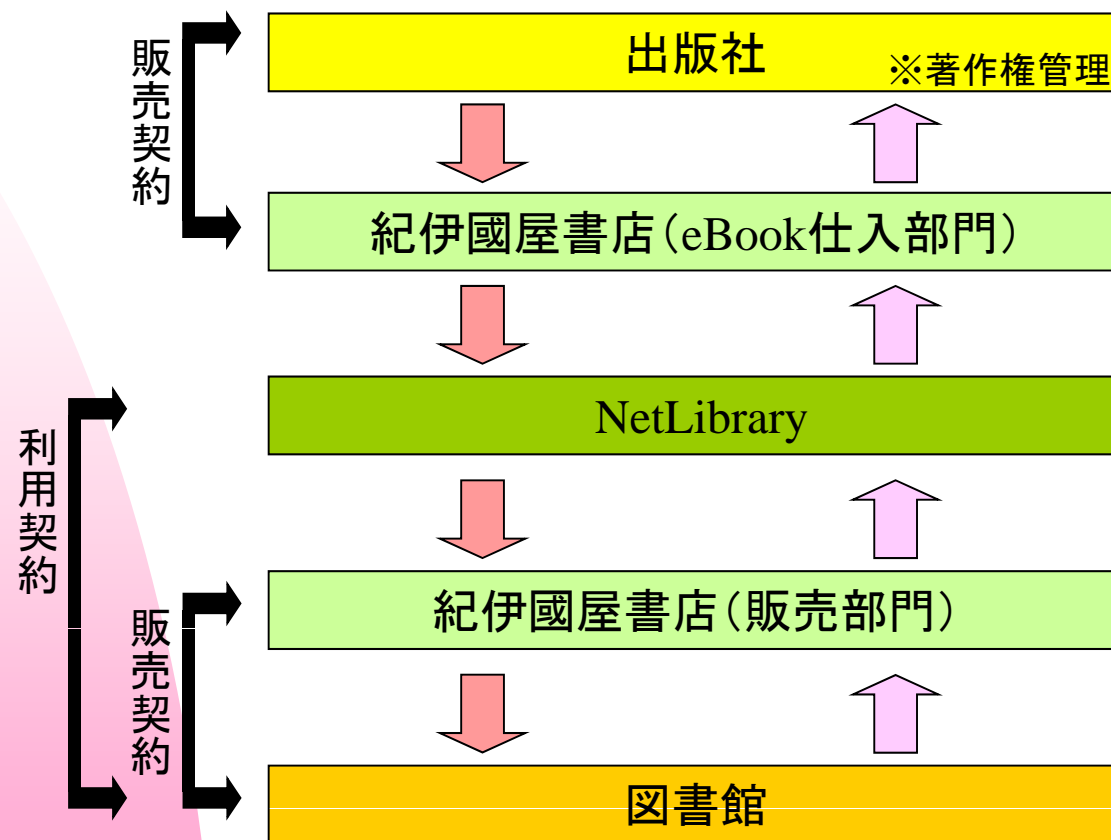 販売契約
出版社
※著作権管理
紀伊國屋書店(eBook仕入部門)
NetLibrary
利用契約
紀伊國屋書店(販売部門)
販売契約
図書館